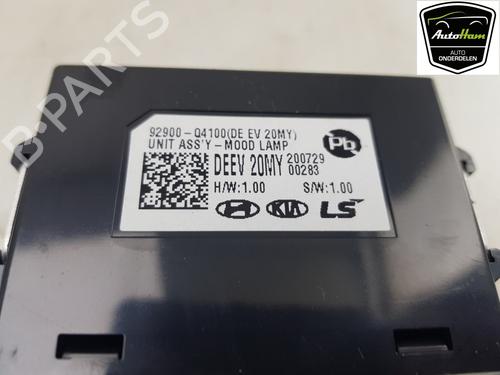 AutoHam
AUTO
ONDERDELEN
B-PARTS
92900-Q4100(DE EV 20MY)
UNIT ASS'Y-MOOD LAMP
Pb
DEEV 20MY 200729
00283
H/W:1.00 S/W:1.00
KIA LS